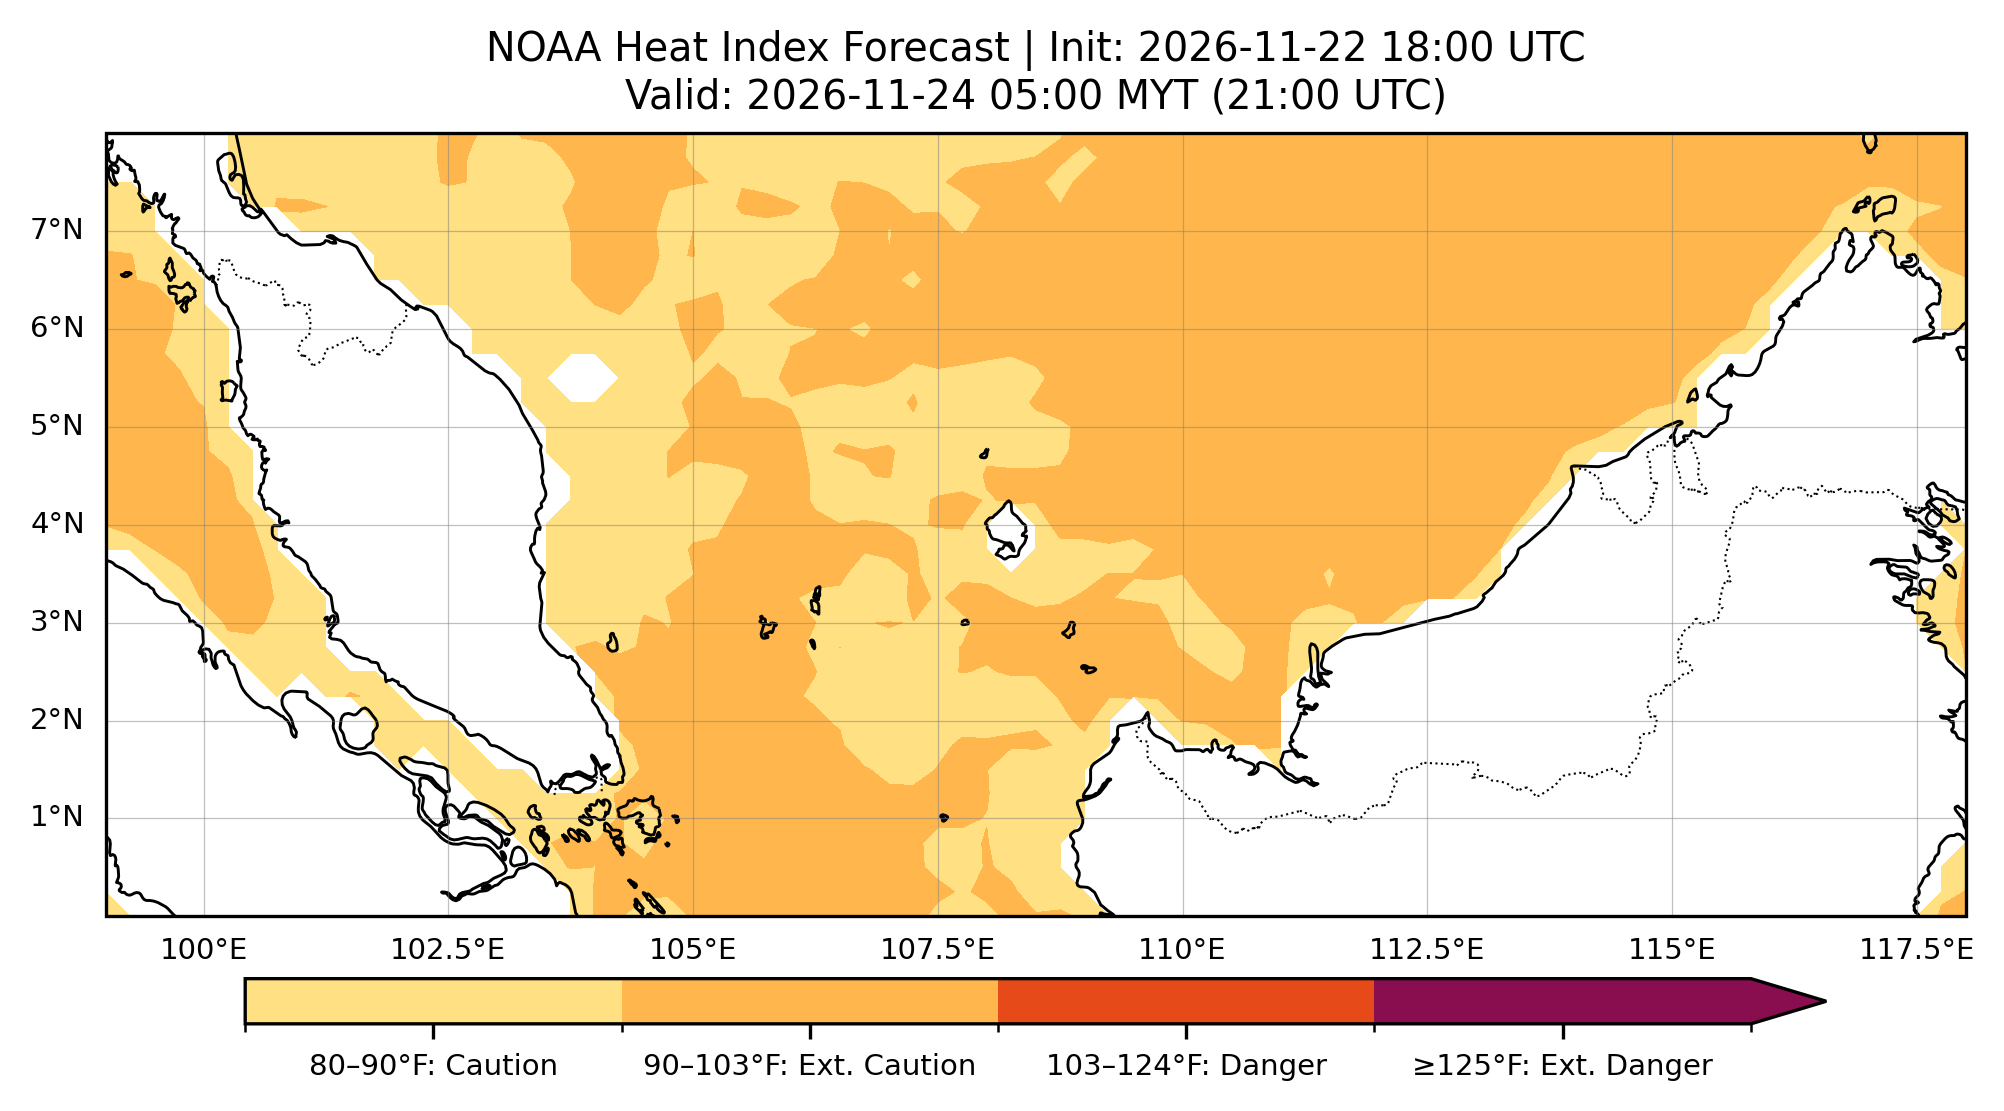 NOAA Heat Index Forecast | Init: 2026-11-22 18:00 UTC
Valid: 2026-11-24 05:00 MYT (21:00 UTC)
7°N
6°N
5°N
4°N
3°N
2°N
1°N
100°E
102.5°E
105°E
107.5°E
110°E
112.5°E
115°E
117.5°E
80–90°F: Caution
90–103°F: Ext. Caution
103–124°F: Danger
≥125°F: Ext. Danger